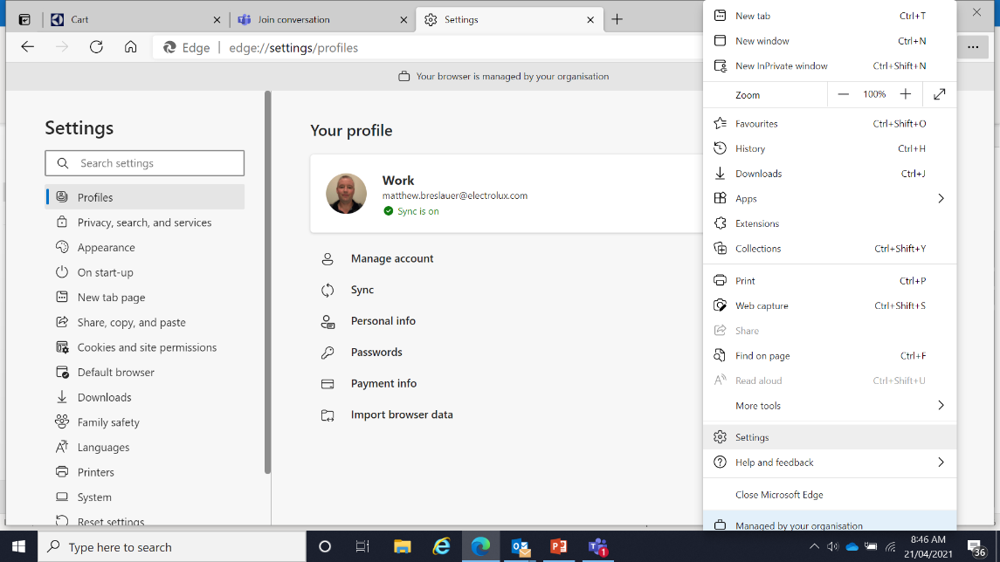 Cart
Join conversation
Settings
Edge | edge://settings/profiles
Your browser is managed by your organisation
Settings
Search settings
Profiles
Privacy, search, and services
Appearance
On start-up
New tab page
Share, copy, and paste
Cookies and site permissions
Default browser
Downloads
Family safety
Languages
Printers
System
Reset settings
Your profile
Work
matthew.breslauer@electrolux.com
Sync is on
Manage account
Sync
Personal info
Passwords
Payment info
Import browser data
New tab Ctrl+T
New window Ctrl+N
New InPrivate window Ctrl+Shift+N
Zoom — 100% +
Favourites Ctrl+Shift+O
History Ctrl+H
Downloads Ctrl+J
Apps
Extensions
Collections Ctrl+Shift+Y
Print Ctrl+P
Web capture Ctrl+Shift+S
Share
Find on page Ctrl+F
Read aloud Ctrl+Shift+U
More tools
Settings
Help and feedback
Close Microsoft Edge
Managed by your organisation
Type here to search
1
8:46 AM
21/04/2021
36